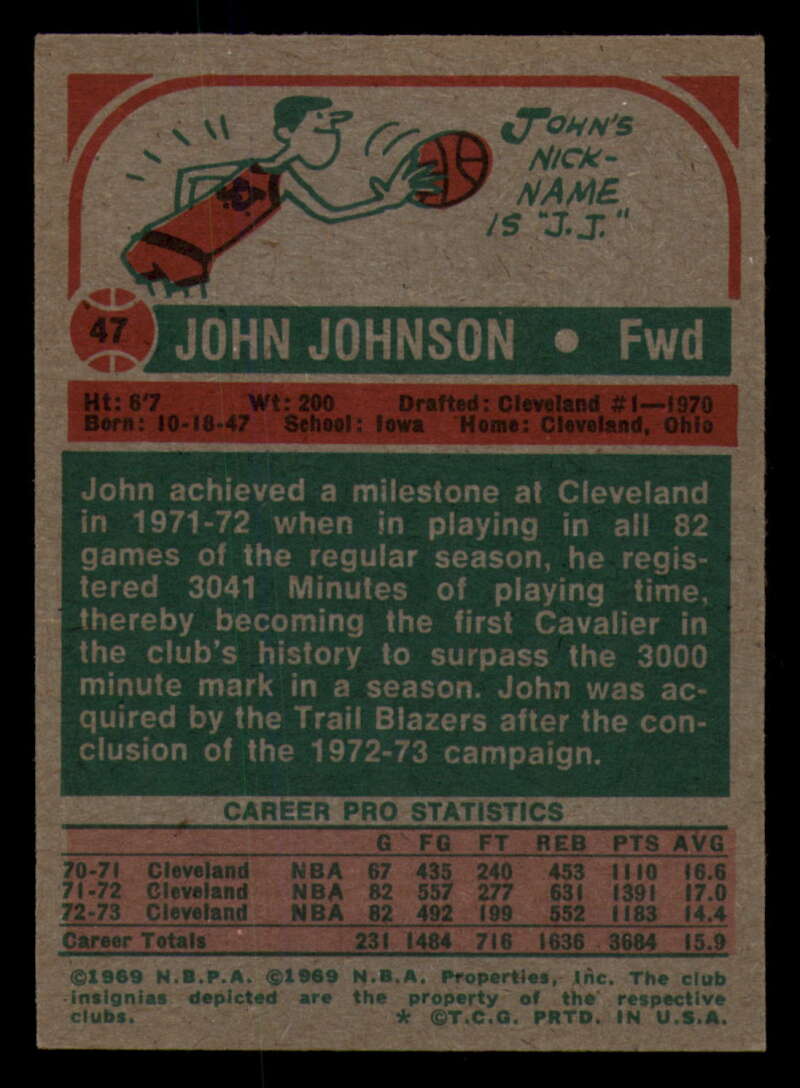 JOHN'S
NICK-
NAME
IS "J.J."
47
JOHN JOHNSON • Fwd
Ht: 6'7 Wt: 200 Drafted: Cleveland #1—1970
Born: 10-18-47 School: Iowa Home: Cleveland, Ohio
John achieved a milestone at Cleveland
in 1971-72 when in playing in all 82
games of the regular season, he regis-
tered 3041 Minutes of playing time,
thereby becoming the first Cavalier in
the club's history to surpass the 3000
minute mark in a season. John was ac-
quired by the Trail Blazers after the con-
clusion of the 1972-73 campaign.
CAREER PRO STATISTICS
G FG FT REB PTS AVG
70-71 Cleveland NBA 67 435 240 453 1110 16.6
71-72 Cleveland NBA 82 557 277 631 1391 17.0
72-73 Cleveland NBA 82 492 199 552 1183 14.4
Career Totals 231 1484 716 1636 3684 15.9
©1969 N.B.P.A. ©1969 N.B.A. Properties, Inc. The club
insignias depicted are the property of the respective
clubs. * ©T.C.G. PRTD. IN U.S.A.